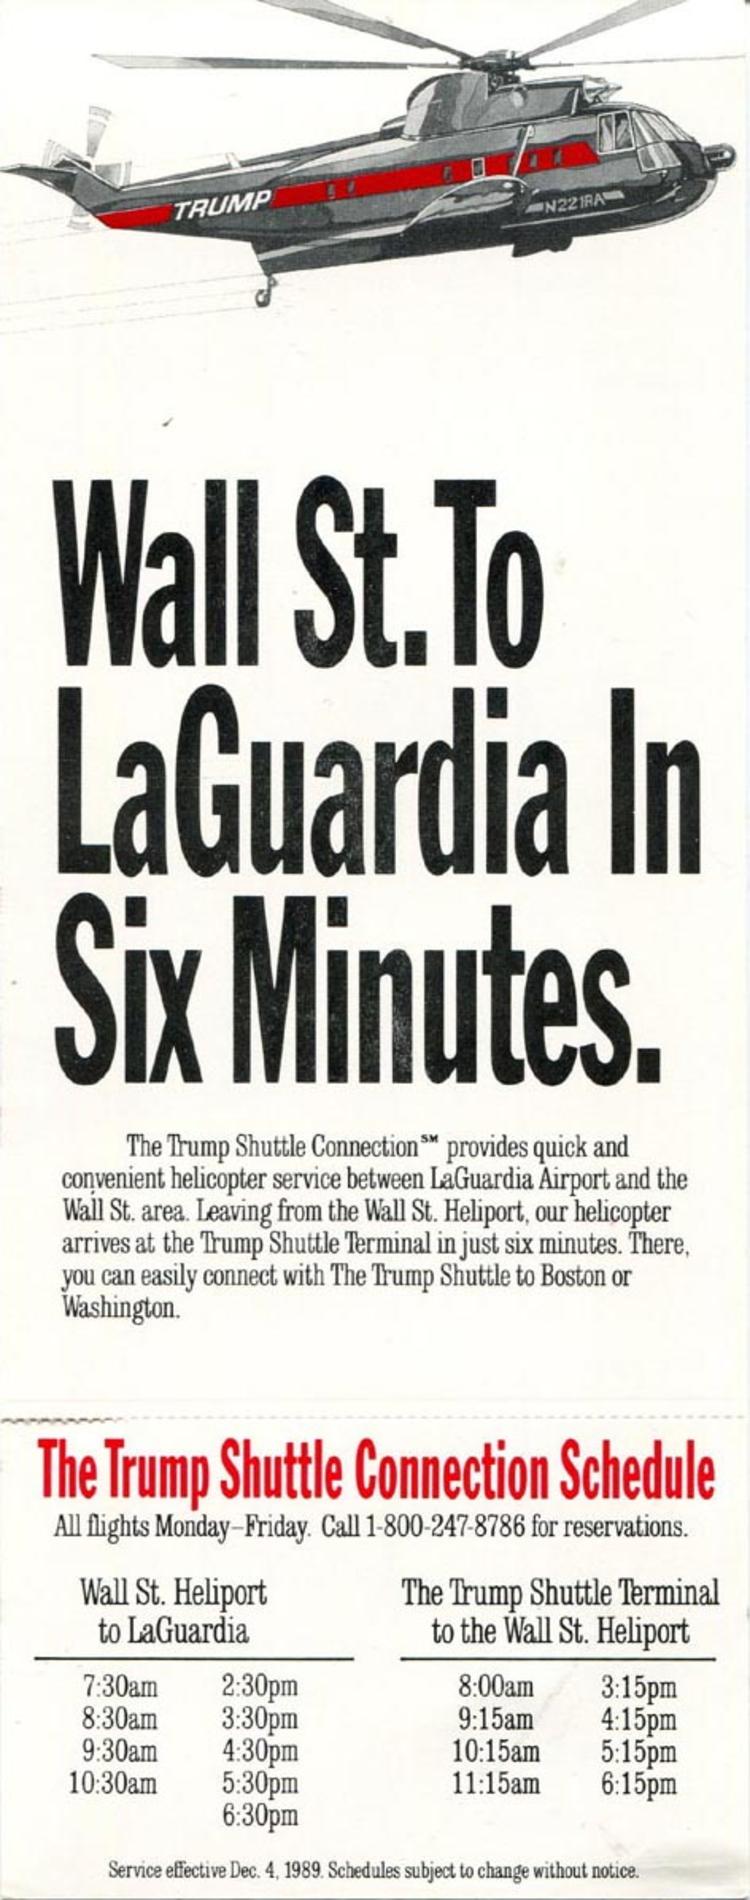 TRUMP
N221RA
Wall St. To
LaGuardia In
Six Minutes.
The Trump Shuttle Connection℠ provides quick and
convenient helicopter service between LaGuardia Airport and the
Wall St. area. Leaving from the Wall St. Heliport, our helicopter
arrives at the Trump Shuttle Terminal in just six minutes. There,
you can easily connect with The Trump Shuttle to Boston or
Washington.
The Trump Shuttle Connection Schedule
All flights Monday–Friday. Call 1-800-247-8786 for reservations.
Wall St. Heliport
to LaGuardia
7:30am 2:30pm
8:30am 3:30pm
9:30am 4:30pm
10:30am 5:30pm
6:30pm
The Trump Shuttle Terminal
to the Wall St. Heliport
8:00am 3:15pm
9:15am 4:15pm
10:15am 5:15pm
11:15am 6:15pm
Service effective Dec. 4, 1989. Schedules subject to change without notice.